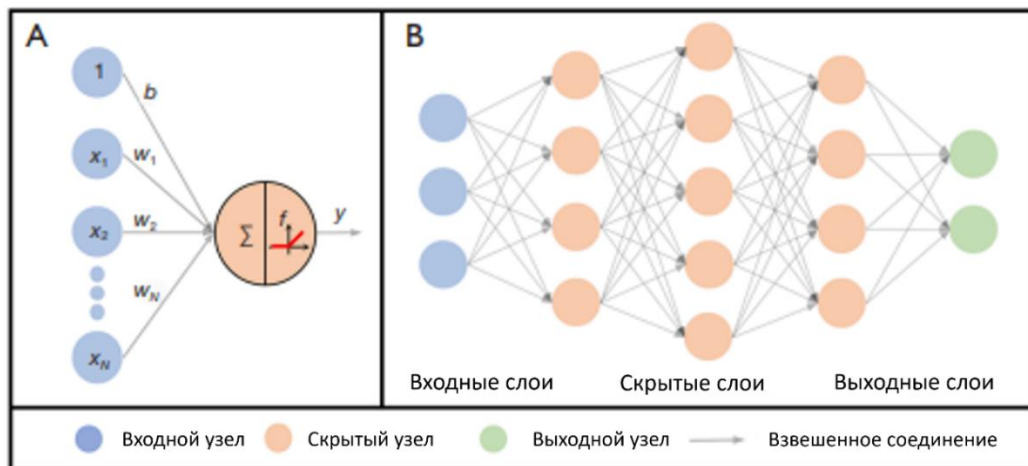 A
1
b
x1
w1
x2
w2
wN
xN
Σ
f
y
B
Входные слои
Скрытые слои
Выходные слои
Входной узел
Скрытый узел
Выходной узел
Взвешенное соединение